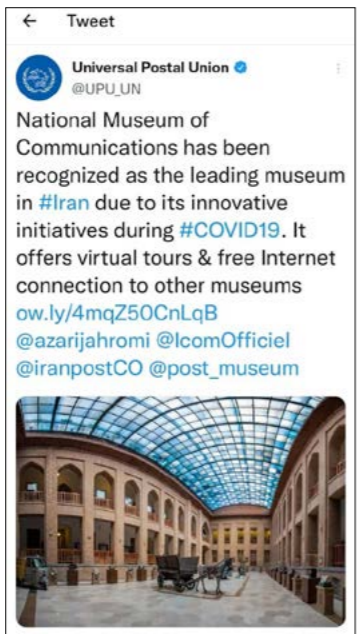 Tweet
Universal Postal Union
@UPU_UN
National Museum of
Communications has been
recognized as the leading museum
in #Iran due to its innovative
initiatives during #COVID19. It
offers virtual tours & free Internet
connection to other museums
ow.ly/4mqZ50CnLqB
@azarijahromi @IcomOfficiel
@iranpostCO @post_museum